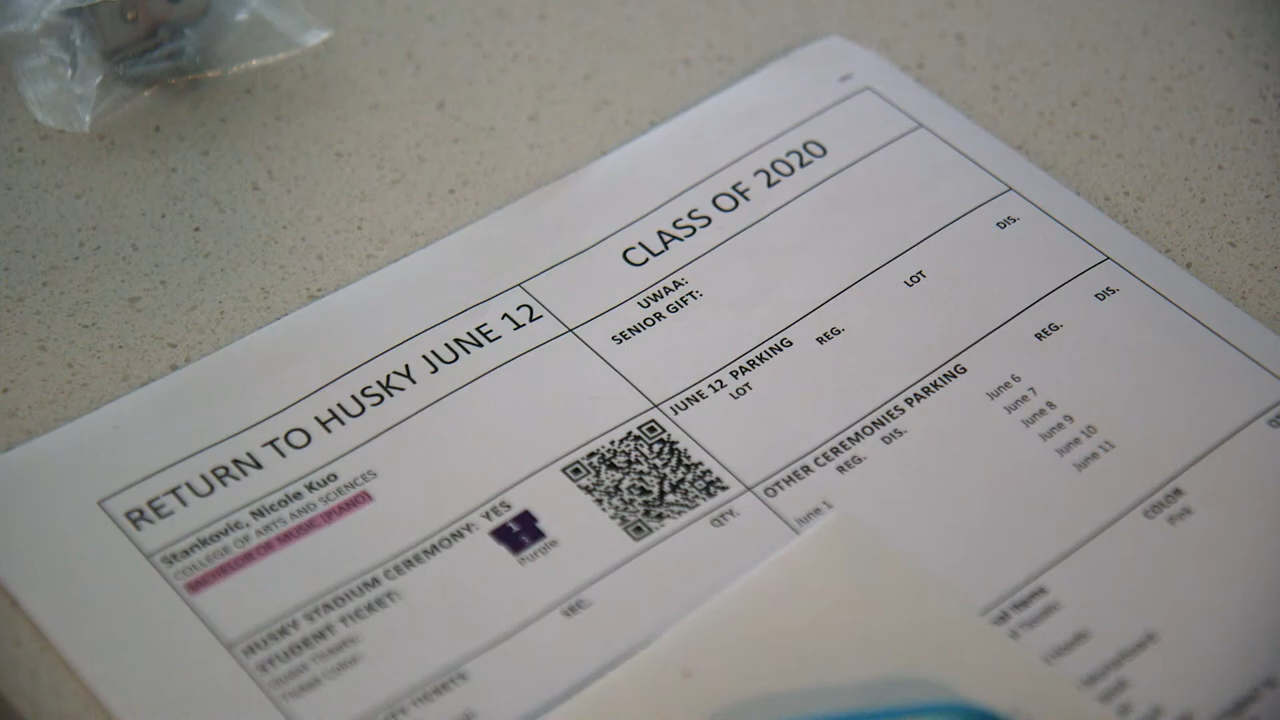 RETURN TO HUSKY JUNE 12
CLASS OF 2020
Stankovic, Nicole Kuo
COLLEGE OF ARTS AND SCIENCES
BACHELOR OF MUSIC (PIANO)
HUSKY STADIUM CEREMONY: YES
STUDENT TICKET:
1
1
Purple
QTY.
SEC.
UWAA:
SENIOR GIFT:
JUNE 12 PARKING
REG.
LOT
DIS.
LOT
OTHER CEREMONIES PARKING
REG.
DIS.
REG.
DIS.
June 1
June 6
June 7
June 8
June 9
June 10
June 11
COLOR
Pink